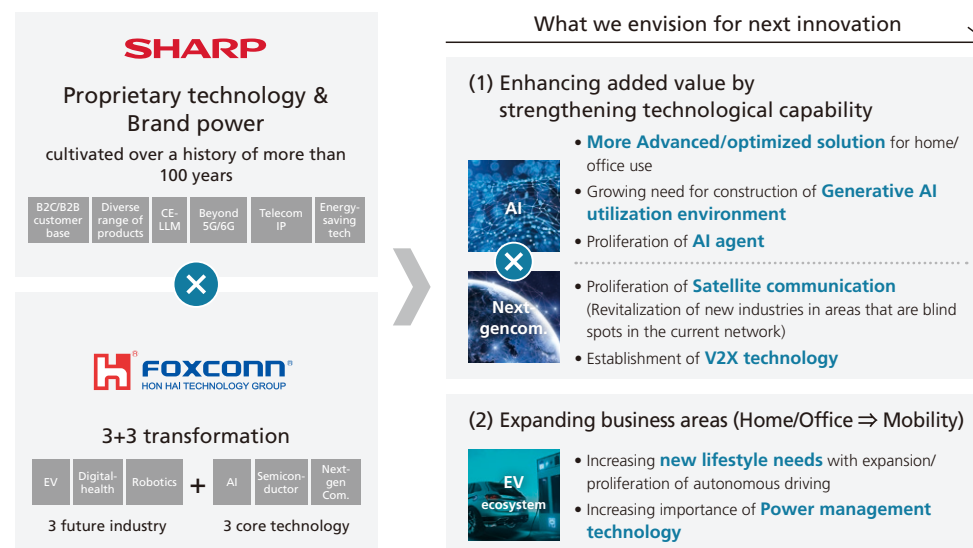 SHARP
Proprietary technology &
Brand power
cultivated over a history of more than
100 years
B2C/B2B
customer
base
Diverse
range of
products
CE-
LLM
Beyond
5G/6G
Telecom
IP
Energy-
saving
tech
×
FOXCONN®
HON HAI TECHNOLOGY GROUP
3+3 transformation
EV
Digital-
health
Robotics
+
AI
Semicon-
ductor
Next-
gen
Com.
3 future industry
3 core technology
What we envision for next innovation
(1) Enhancing added value by
strengthening technological capability
AI
• More Advanced/optimized solution for home/
office use
• Growing need for construction of Generative AI
utilization environment
• Proliferation of AI agent
×
Next-
gencom.
• Proliferation of Satellite communication
(Revitalization of new industries in areas that are blind
spots in the current network)
• Establishment of V2X technology
(2) Expanding business areas (Home/Office ⇒ Mobility)
EV
ecosystem
• Increasing new lifestyle needs with expansion/
proliferation of autonomous driving
• Increasing importance of Power management
technology